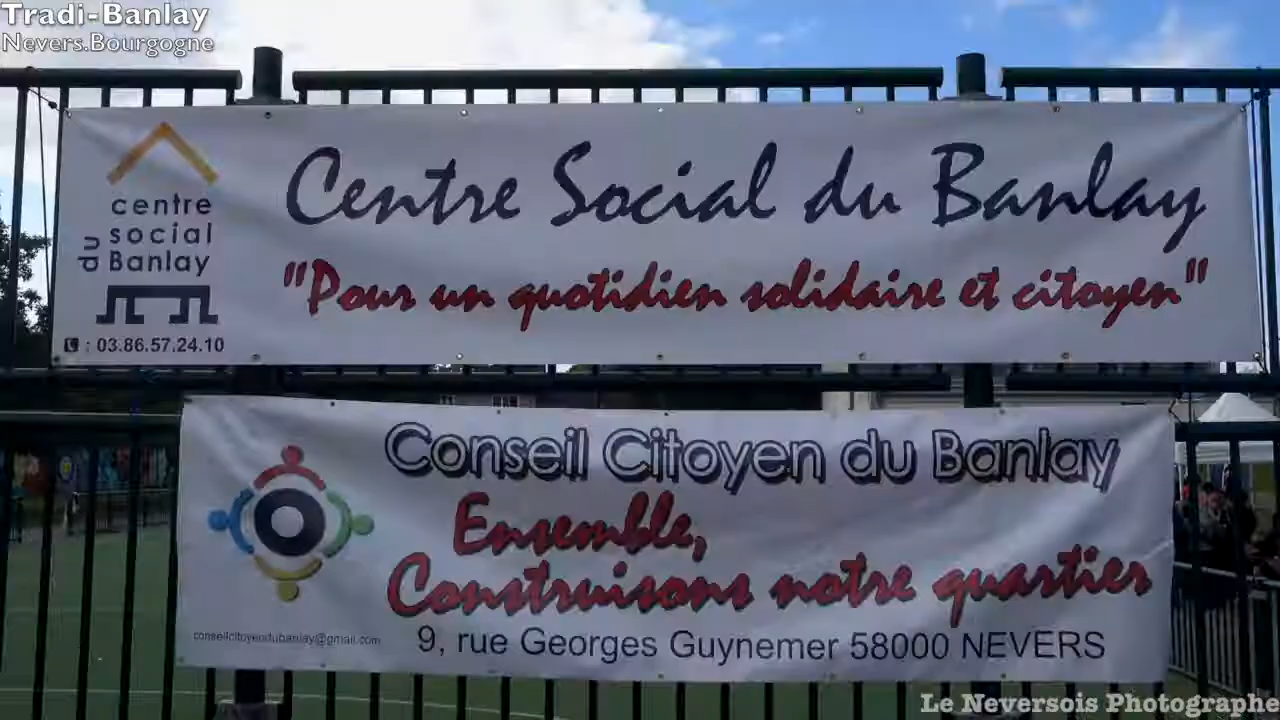 Tradi-Banlay
Nevers.Bourgogne
centre
social
du Banlay
: 03.86.57.24.10
Centre Social du Banlay
"Pour un quotidien solidaire et citoyen"
Conseil Citoyen du Banlay
Ensemble,
Construisons notre quartier
conseilcitoyendubanlay@gmail.com
9, rue Georges Guynemer 58000 NEVERS
Le Neversois Photographe